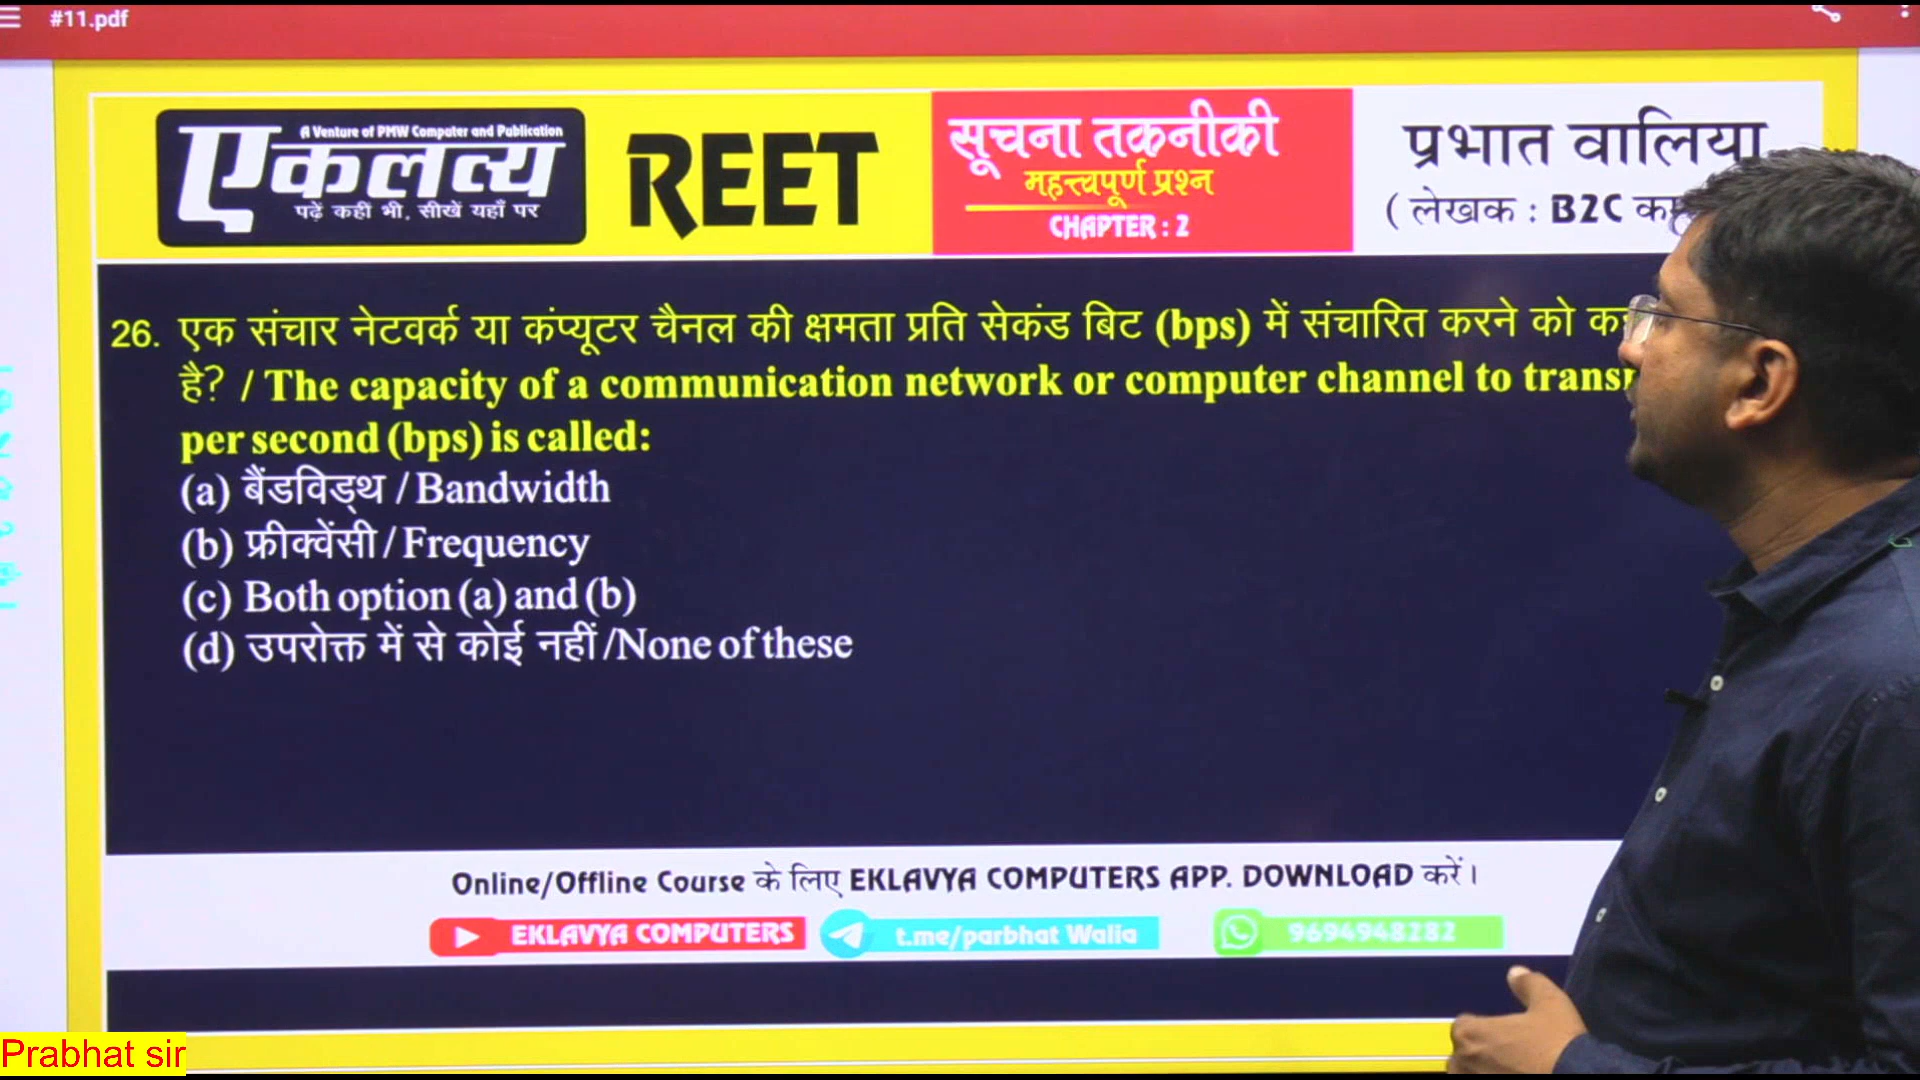 #11.pdf
एकलव्य
A Venture of PMW Computer and Publication
पढ़ें कहीं भी, सीखें यहाँ पर
REET
सूचना तकनीकी
महत्त्वपूर्ण प्रश्न
CHAPTER : 2
प्रभात वालिया
( लेखक : B2C
26. एक संचार नेटवर्क या कंप्यूटर चैनल की क्षमता प्रति सेकंड बिट (bps) में संचारित करने को
है? / The capacity of a communication network or computer channel to
per second (bps) is called:
(a) बैंडविड्थ / Bandwidth
(b) फ्रीक्वेंसी / Frequency
(c) Both option (a) and (b)
(d) उपरोक्त में से कोई नहीं /None of these
Online/Offline Course के लिए EKLAVYA COMPUTERS APP. DOWNLOAD करें।
EKLAVYA COMPUTERS
t.me/parbhat Walia
9694948282
Prabhat sir